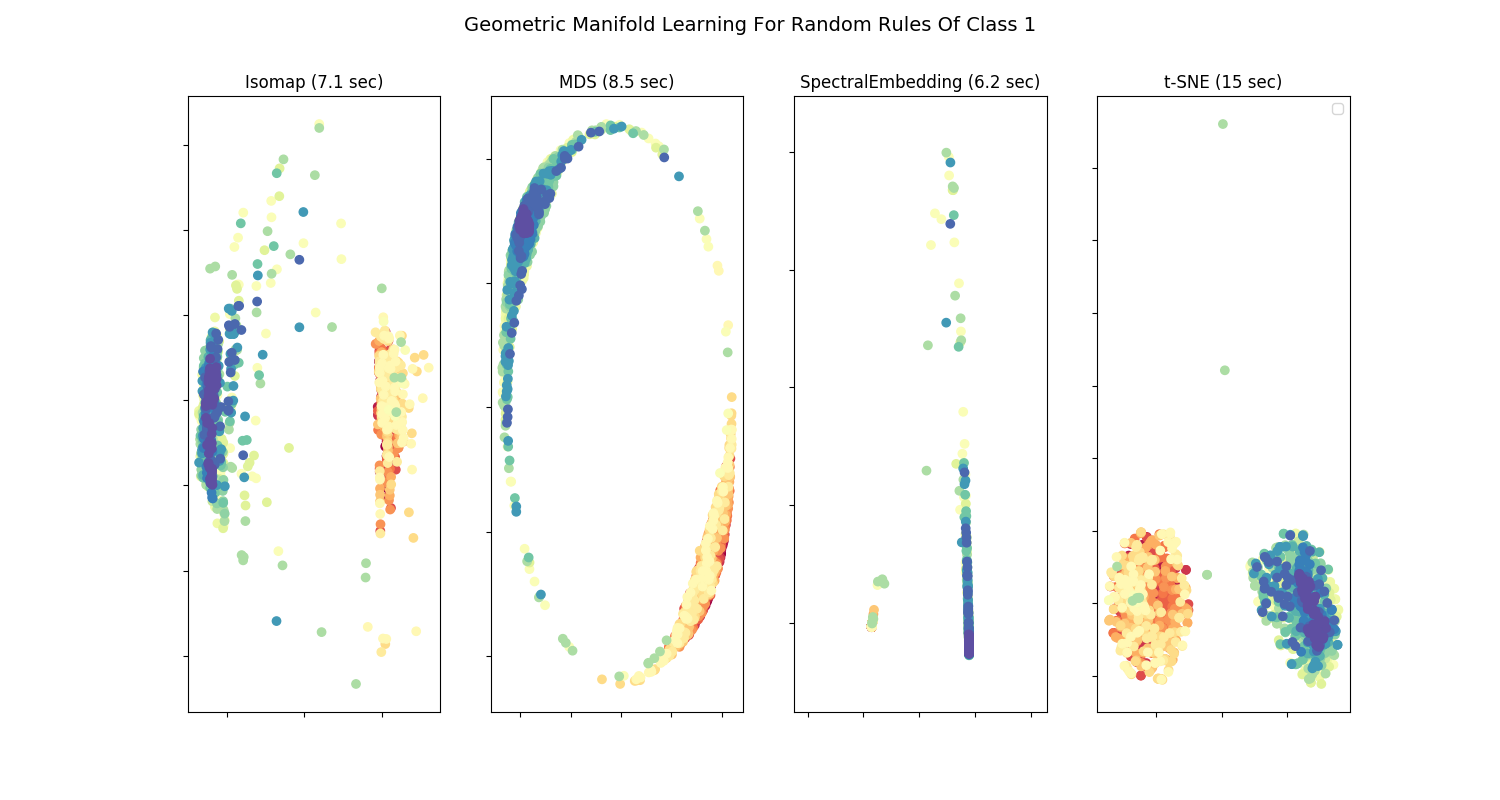 Geometric Manifold Learning For Random Rules Of Class 1
Isomap (7.1 sec)
MDS (8.5 sec)
SpectralEmbedding (6.2 sec)
t-SNE (15 sec)